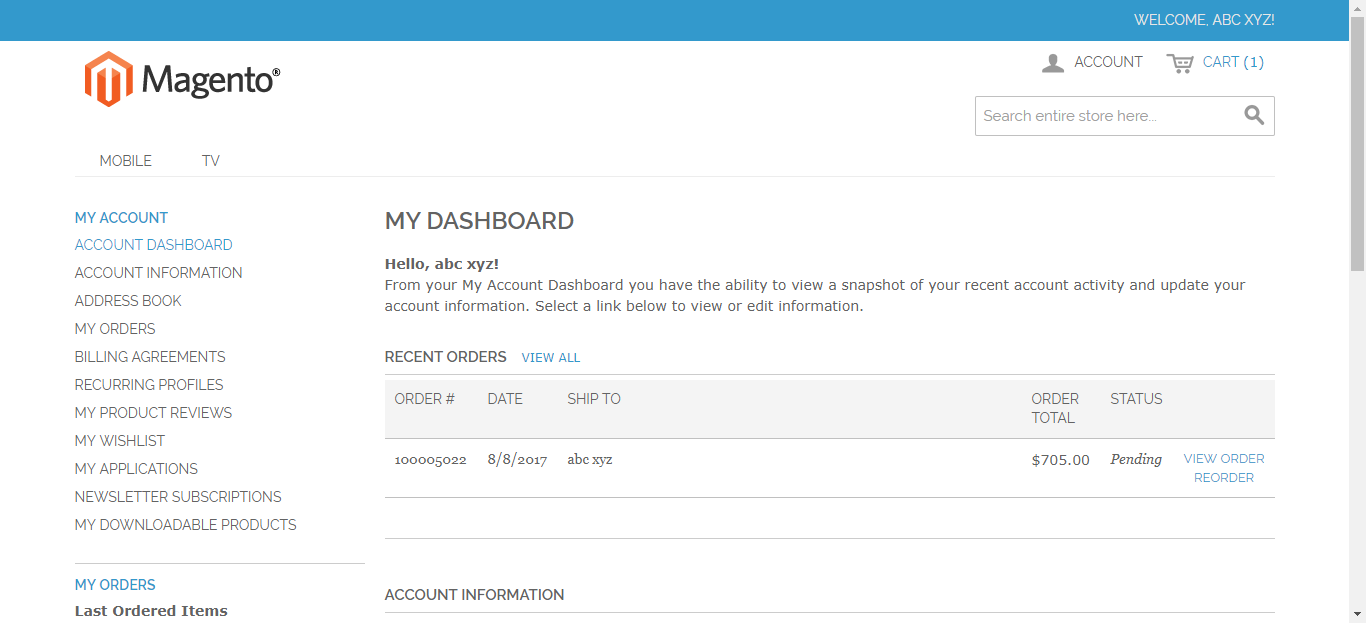 WELCOME, ABC XYZ!
Magento®
ACCOUNT
CART (1)
Search entire store here...
MOBILE
TV
MY ACCOUNT
ACCOUNT DASHBOARD
ACCOUNT INFORMATION
ADDRESS BOOK
MY ORDERS
BILLING AGREEMENTS
RECURRING PROFILES
MY PRODUCT REVIEWS
MY WISHLIST
MY APPLICATIONS
NEWSLETTER SUBSCRIPTIONS
MY DOWNLOADABLE PRODUCTS
MY ORDERS
Last Ordered Items
MY DASHBOARD
Hello, abc xyz!
From your My Account Dashboard you have the ability to view a snapshot of your recent account activity and update your
account information. Select a link below to view or edit information.
RECENT ORDERS VIEW ALL
ORDER # DATE SHIP TO ORDER TOTAL STATUS
100005022 8/8/2017 abc xyz $705.00 Pending VIEW ORDER
REORDER
ACCOUNT INFORMATION